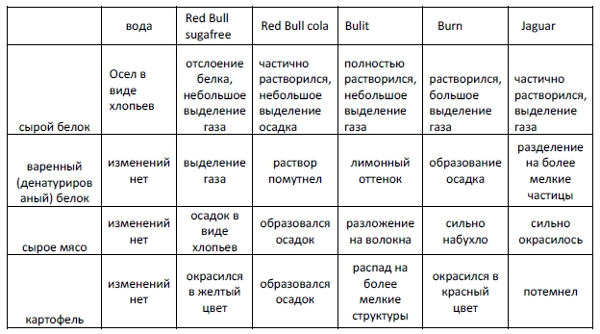 вода | Red Bull sugafree | Red Bull cola | Bulit | Burn | Jaguar
сырой белок | Осел в виде хлопьев | отслоение белка, небольшое выделение газа | частично растворился, небольшое выделение осадка | полностью растворился, небольшое выделение газа | растворился, большое выделение газа | частично растворился, выделение газа
варенный (денатурированый) белок | изменений нет | выделение газа | раствор помутнел | лимонный оттенок | образование осадка | разделение на более мелкие частицы
сырое мясо | изменений нет | осадок в виде хлопьев | образовался осадок | разложение на волокна | сильно набухло | сильно окрасилось
картофель | изменений нет | окрасился в желтый цвет | образовался осадок | распад на более мелкие структуры | окрасился в красный цвет | потемнел